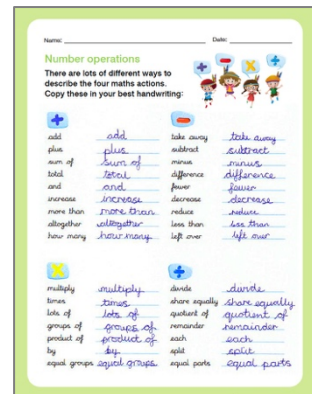 Name: Date:
Number operations
There are lots of different ways to
describe the four maths actions.
Copy these in your best handwriting:
+ − × ÷
+
add add
plus plus
sum of sum of
total total
and and
increase increase
more than more than
altogether altogether
how many how many
−
take away take away
subtract subtract
minus minus
difference difference
fewer fewer
decrease decrease
reduce reduce
less than less than
left over left over
×
multiply multiply
times times
lots of lots of
groups of groups of
product of product of
by by
equal groups equal groups
÷
divide divide
share equally share equally
quotient of quotient of
remainder remainder
each each
split split
equal parts equal parts